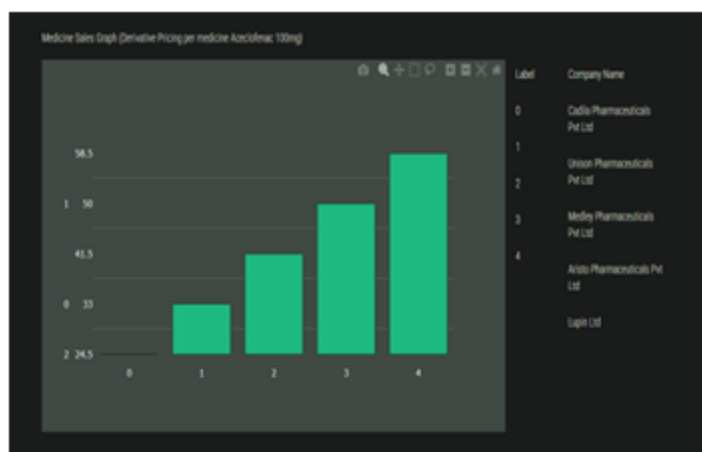 Medicine Sales Graph (Derivative Pricing per medicine Aceclofenac 100mg)
Label Company Name
0 Cadila Pharmaceuticals
Pvt Ltd
1
Unison Pharmaceuticals
2 Pvt Ltd
3 Medley Pharmaceuticals
Pvt Ltd
4
Aristo Pharmaceuticals Pvt
Ltd
Lupin Ltd
58.5
1 50
41.5
0 33
2 24.5
0 1 2 3 4